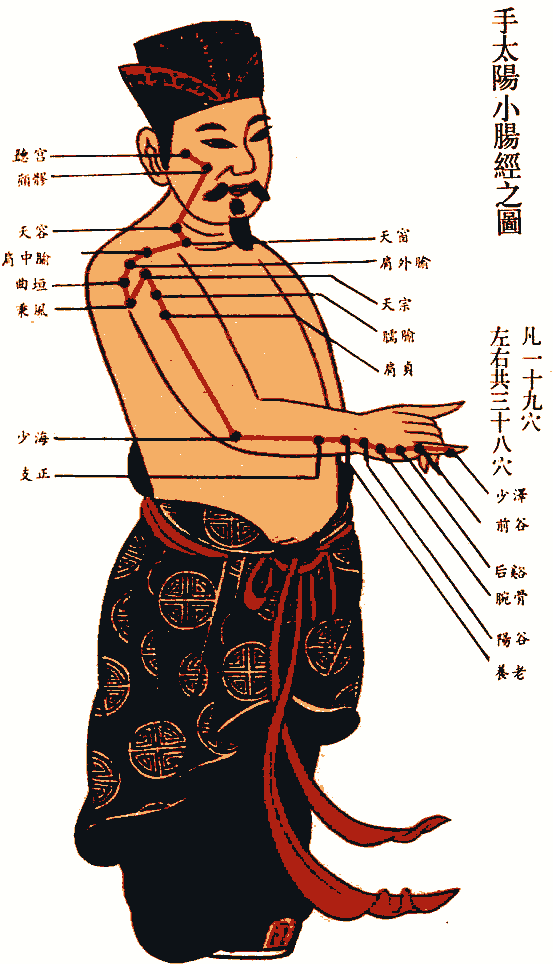 手太陽小腸經之圖
凡一十九穴
左右共三十八穴
聽宮
顴髎
天容
肩中腧
曲垣
秉風
少海
支正
天窗
肩外腧
天宗
臑腧
肩貞
少澤
前谷
后谿
腕骨
陽谷
養老